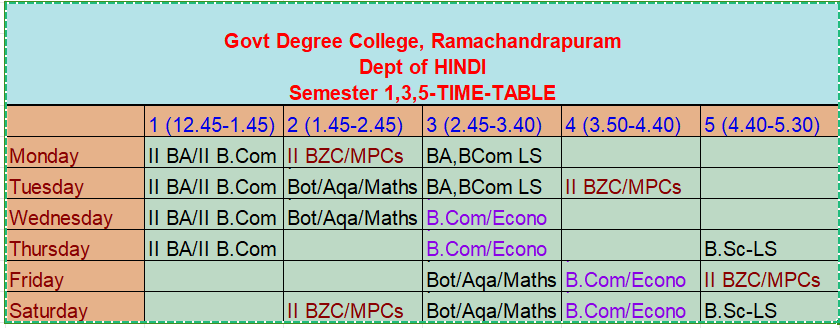 Govt Degree College, Ramachandrapuram
Dept of HINDI
Semester 1,3,5-TIME-TABLE
1 (12.45-1.45) 2 (1.45-2.45) 3 (2.45-3.40) 4 (3.50-4.40) 5 (4.40-5.30)
Monday II BA/II B.Com II BZC/MPCs BA,BCom LS
Tuesday II BA/II B.Com Bot/Aqa/Maths BA,BCom LS II BZC/MPCs
Wednesday II BA/II B.Com Bot/Aqa/Maths B.Com/Econo
Thursday II BA/II B.Com B.Com/Econo B.Sc-LS
Friday Bot/Aqa/Maths B.Com/Econo II BZC/MPCs
Saturday II BZC/MPCs Bot/Aqa/Maths B.Com/Econo B.Sc-LS